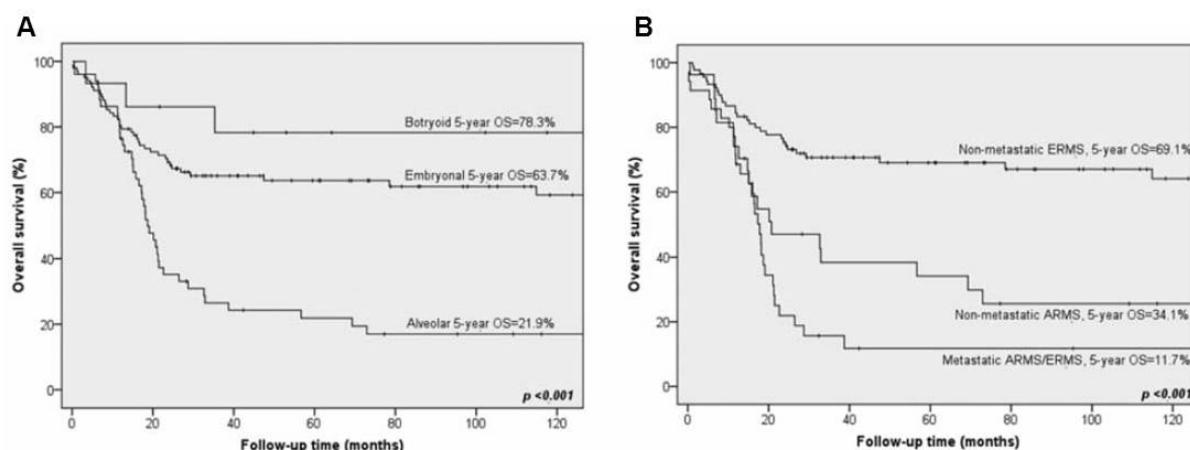 A
Overall survival (%)
100
80
60
40
20
0
Botryoid 5-year OS=78.3%
Embryonal 5-year OS=63.7%
Alveolar 5-year OS=21.9%
p <0.001
0 20 40 60 80 100 120
Follow-up time (months)
B
Overall survival (%)
100
80
60
40
20
0
Non-metastatic ERMS, 5-year OS=69.1%
Non-metastatic ARMS, 5-year OS=34.1%
Metastatic ARMS/ERMS, 5-year OS=11.7%
p <0.001
0 20 40 60 80 100 120
Follow-up time (months)